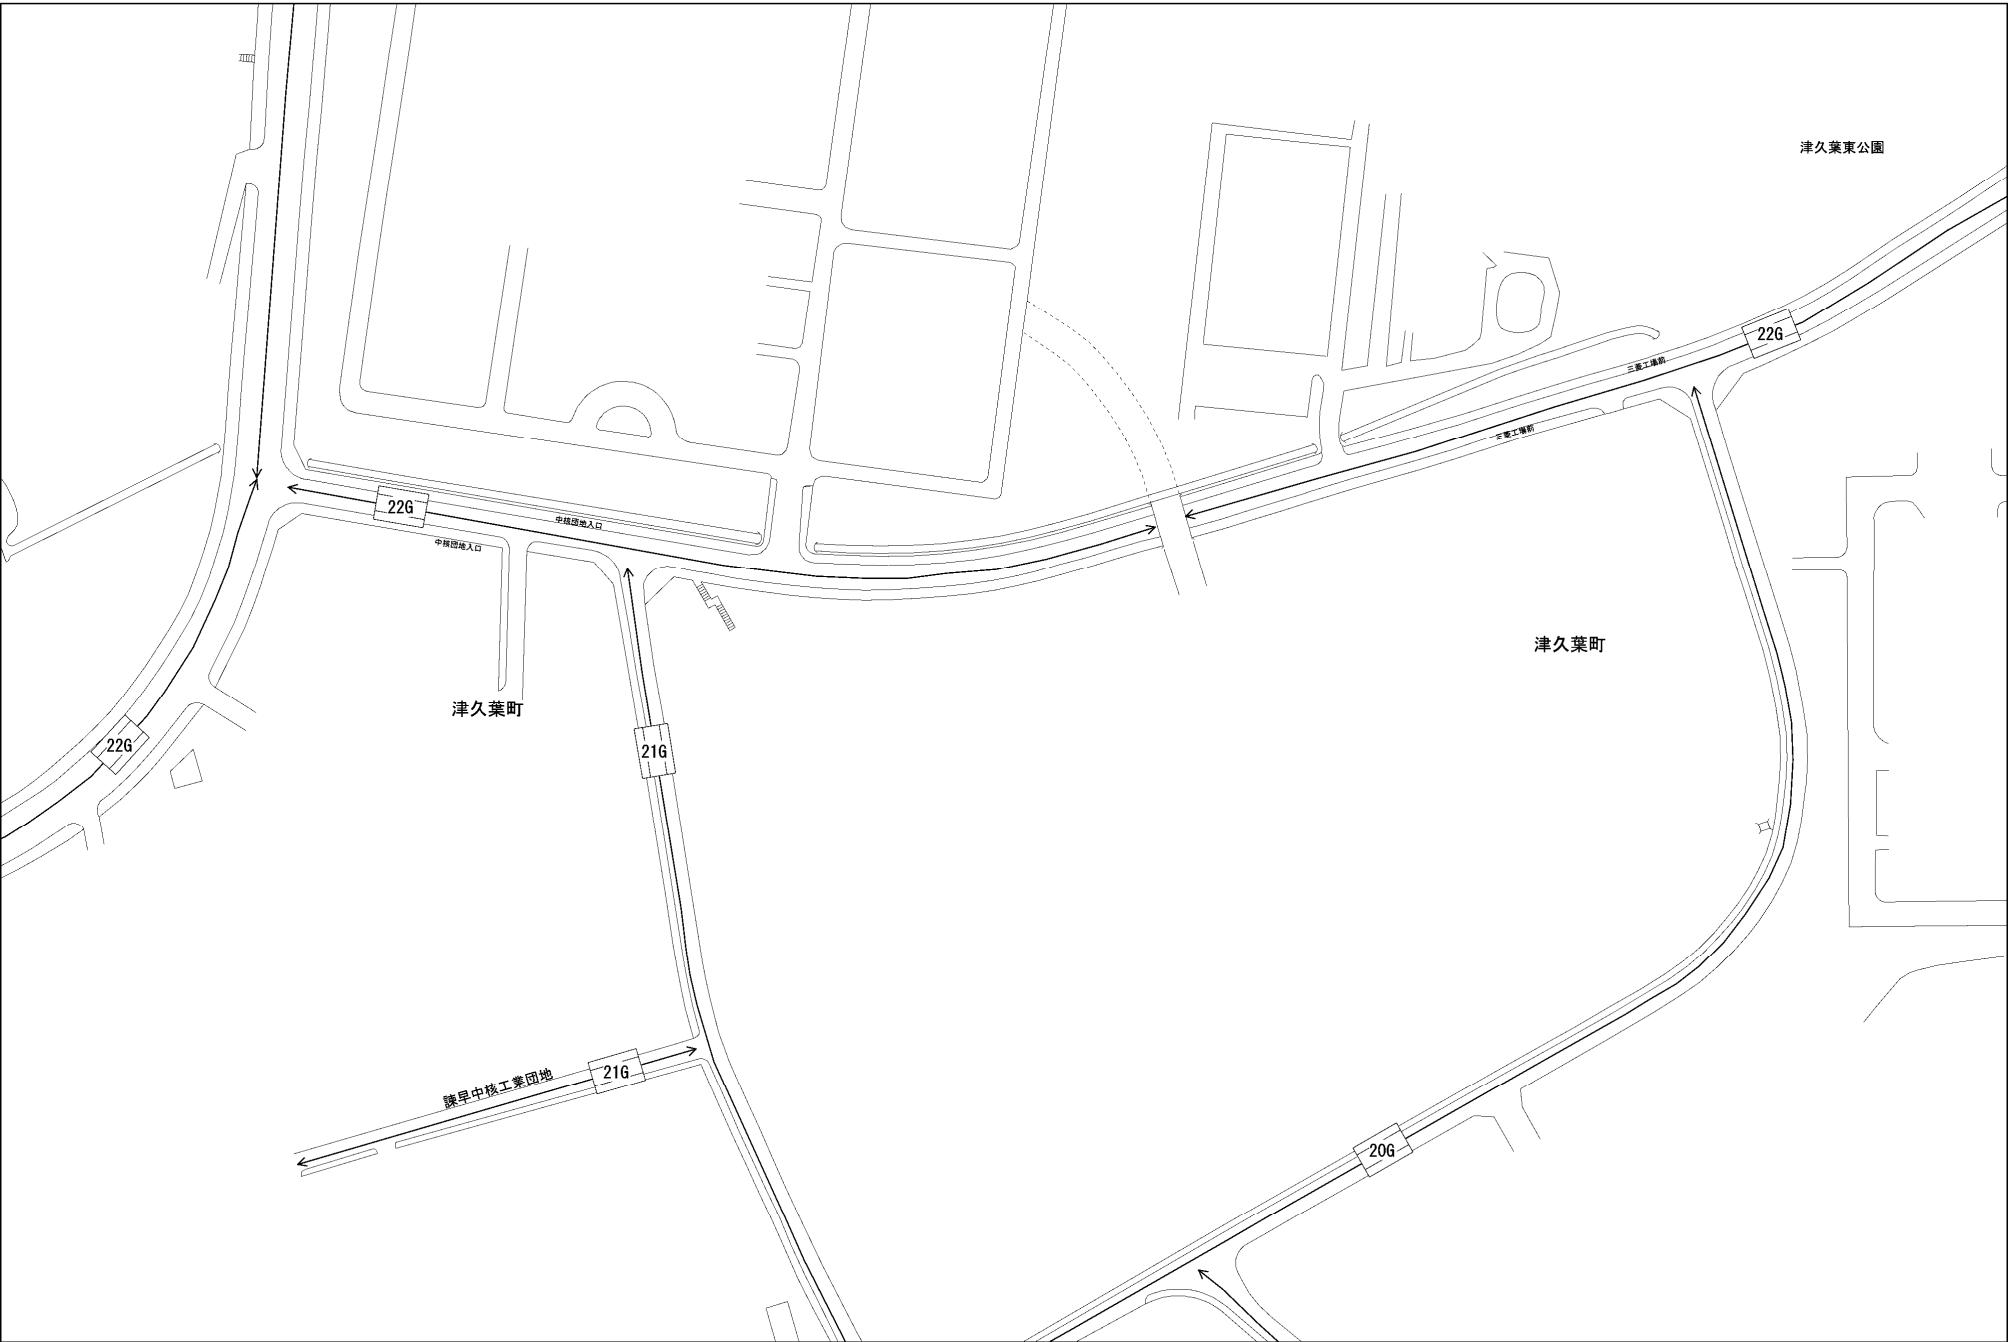 津久葉東公園
22G
三菱工場前
三菱工場前
22G
中核団地入口
中核団地入口
津久葉町
津久葉町
22G
21G
21G
諫早中核工業団地
20G